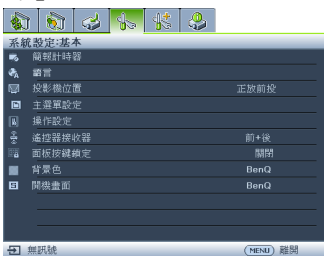 系統設定:基本
簡報計時器
語言
投影機位置 正放前投
主選單設定
操作設定
遙控器接收器 前+後
面板按鍵鎖定 關閉
背景色 BenQ
開機畫面 BenQ
無訊號 MENU 離開